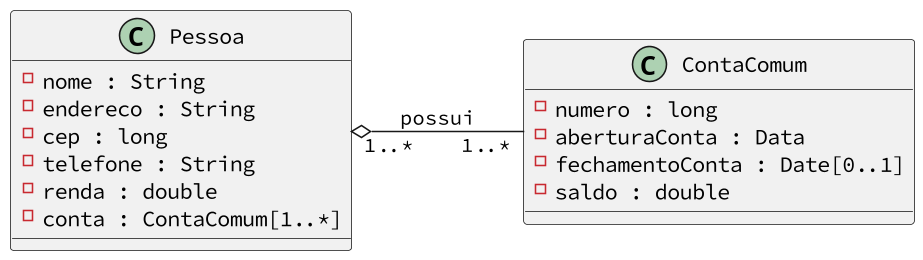 C Pessoa
nome : String
endereco : String
cep : long
telefone : String
renda : double
conta : ContaComum[1..*]
possui
1..* 1..*
C ContaComum
numero : long
aberturaConta : Data
fechamentoConta : Date[0..1]
saldo : double